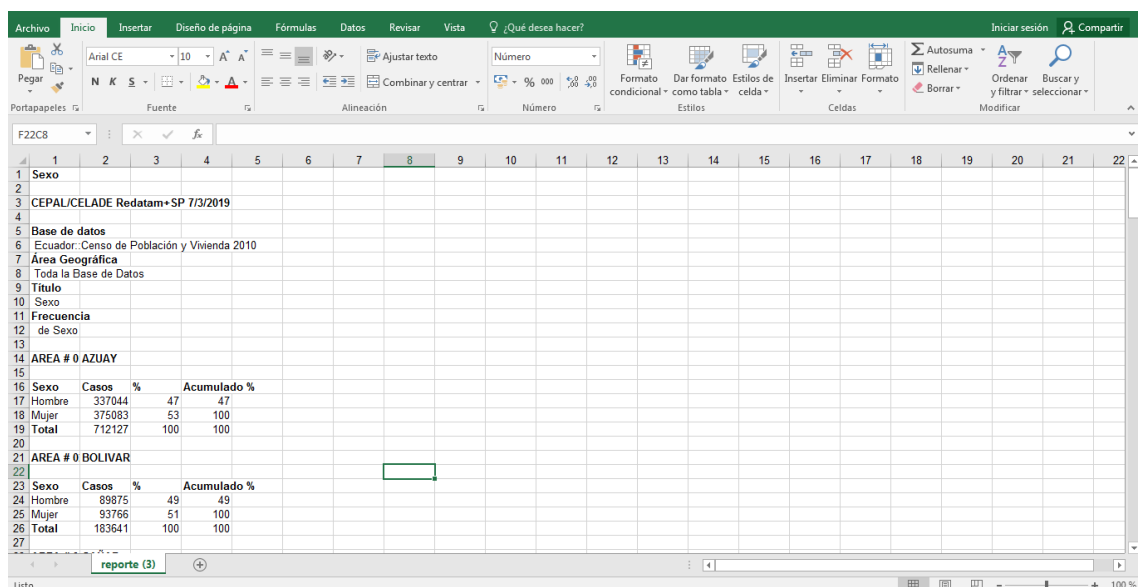 Archivo Inicio Insertar Diseño de página Fórmulas Datos Revisar Vista ¿Qué desea hacer? Iniciar sesión Compartir
Pegar
Portapapeles
Arial CE 10
N K S
Fuente
Ajustar texto
Combinar y centrar
Alineación
Número
% 000
Número
Formato condicional
Dar formato como tabla
Estilos de celda
Estilos
Insertar Eliminar Formato
Celdas
Autosuma
Rellenar
Borrar
Ordenar y filtrar
Buscar y seleccionar
Modificar
F22C8 fx
1 2 3 4 5 6 7 8 9 10 11 12 13 14 15 16 17 18 19 20 21 22
1 Sexo
2
3 CEPAL/CELADE Redatam+SP 7/3/2019
4
5 Base de datos
6 Ecuador::Censo de Población y Vivienda 2010
7 Área Geográfica
8 Toda la Base de Datos
9 Título
10 Sexo
11 Frecuencia
12 de Sexo
13
14 AREA # 0 AZUAY
15
16 Sexo Casos % Acumulado %
17 Hombre 337044 47 47
18 Mujer 375083 53 100
19 Total 712127 100 100
20
21 AREA # 0 BOLIVAR
22
23 Sexo Casos % Acumulado %
24 Hombre 89875 49 49
25 Mujer 93766 51 100
26 Total 183641 100 100
27
reporte (3)
Listo 100 %